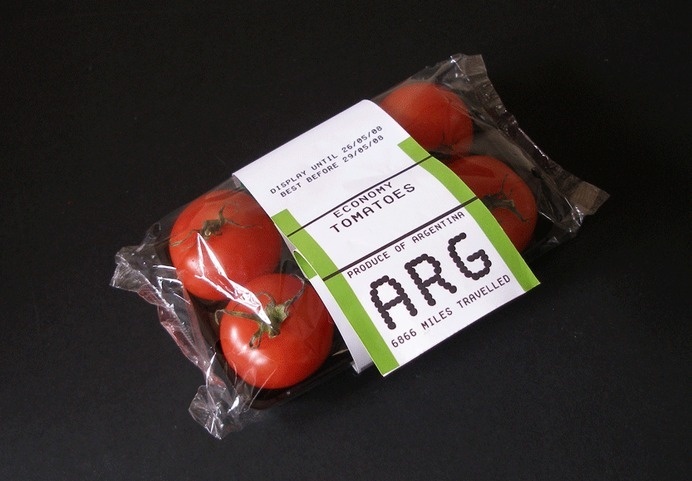 DISPLAY UNTIL 26/05/08
BEST BEFORE 29/05/08
ECONOMY
TOMATOES
PRODUCE OF ARGENTINA
ARG
6866 MILES TRAVELLED